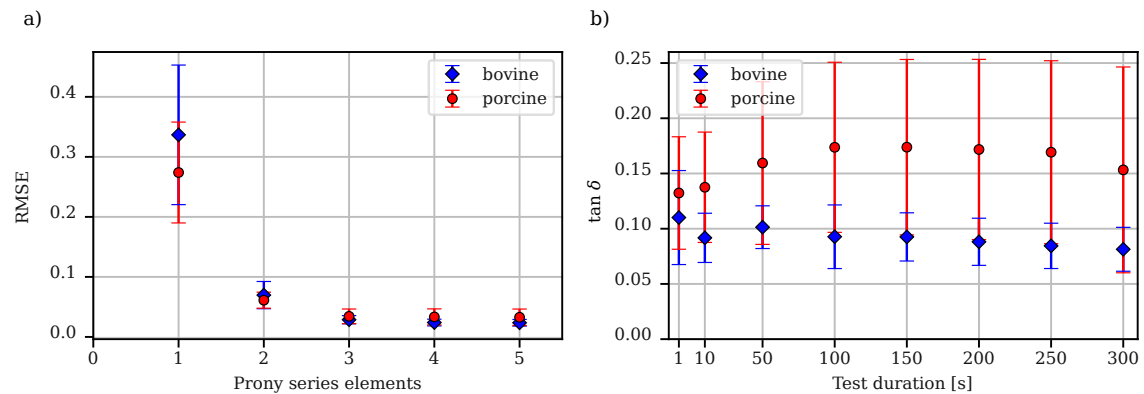 a)
RMSE
0.4
0.3
0.2
0.1
0.0
bovine
porcine
0 1 2 3 4 5
Prony series elements
b)
tan δ
0.25
0.20
0.15
0.10
0.05
0.00
bovine
porcine
1 10 50 100 150 200 250 300
Test duration [s]